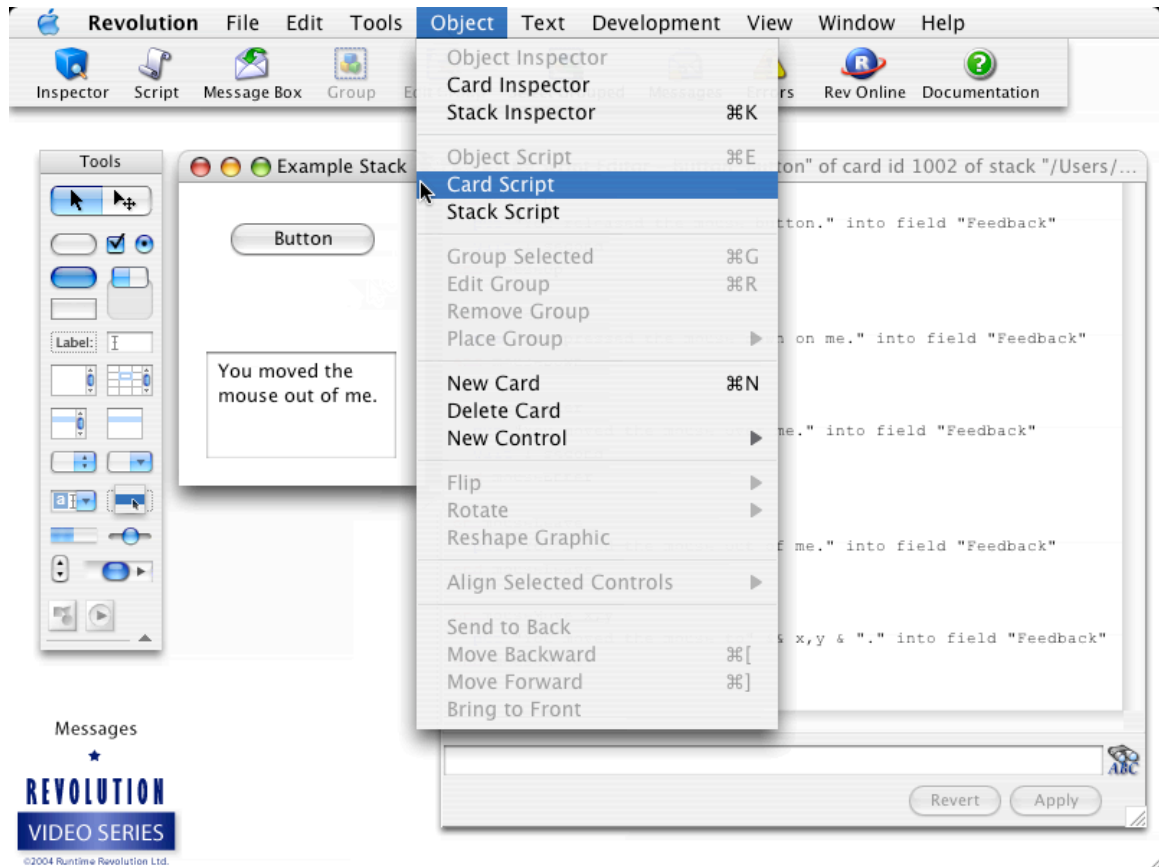 Revolution File Edit Tools Object Text Development View Window Help
Inspector Script Message Box Group Messages Errors Rev Online Documentation
Object Inspector
Card Inspector
Stack Inspector ⌘K
Object Script ⌘E
Card Script
Stack Script
Group Selected ⌘G
Edit Group ⌘R
Remove Group
Place Group
New Card ⌘N
Delete Card
New Control
Flip
Rotate
Reshape Graphic
Align Selected Controls
Send to Back
Move Backward ⌘[
Move Forward ⌘]
Bring to Front
Tools
Label:
a
Example Stack
Button
You moved the
mouse out of me.
of card id 1002 of stack "/Users/...
into field "Feedback"
on me." into field "Feedback"
me." into field "Feedback"
me." into field "Feedback"
& x,y & "." into field "Feedback"
ABC
Revert Apply
Messages
REVOLUTION
VIDEO SERIES
©2004 Runtime Revolution Ltd.